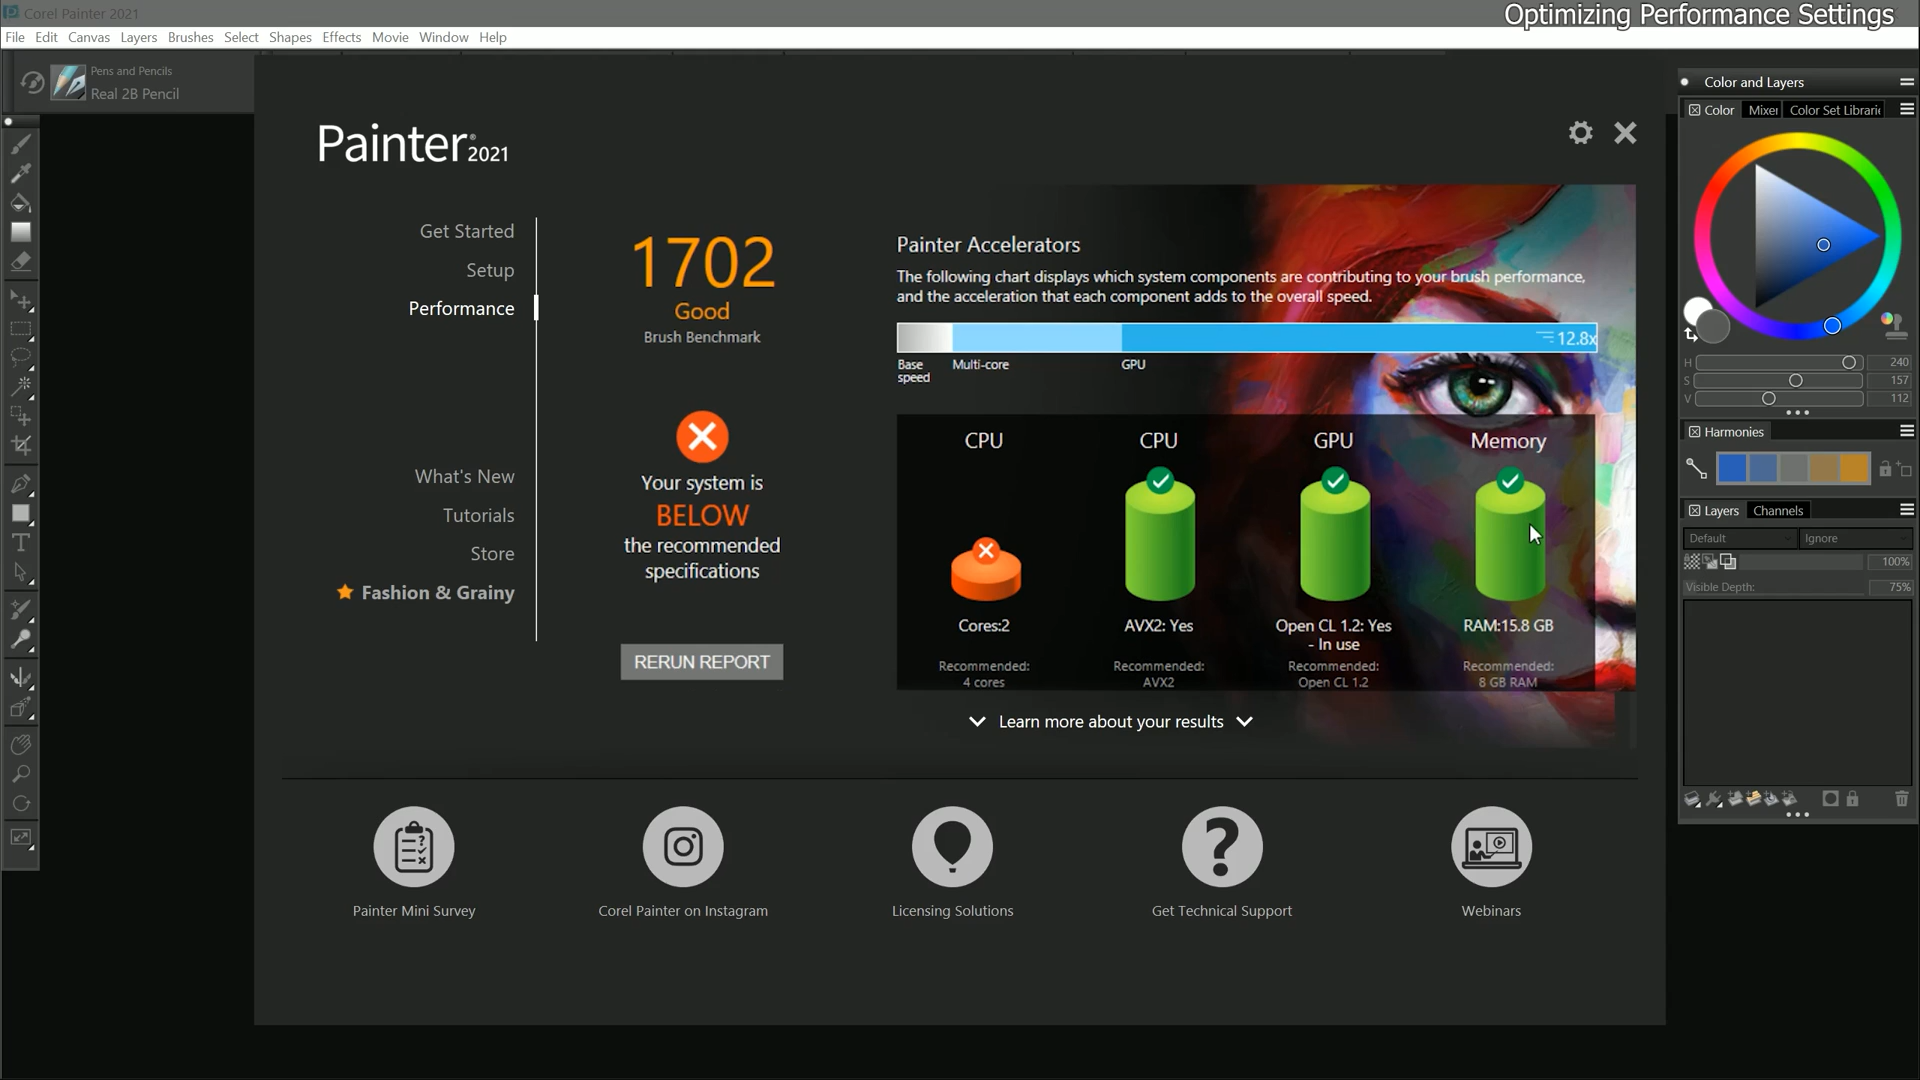 Corel Painter 2021
Optimizing Performance Settings
File Edit Canvas Layers Brushes Select Shapes Effects Movie Window Help
Pens and Pencils
Real 2B Pencil
Painter 2021
Get Started
Setup
Performance
What's New
Tutorials
Store
Fashion & Grainy
1702
Good
Brush Benchmark
Your system is
BELOW
the recommended
specifications
RERUN REPORT
Painter Accelerators
The following chart displays which system components are contributing to your brush performance,
and the acceleration that each component adds to the overall speed.
12.8x
Base
speed
Multi-core
GPU
CPU CPU GPU Memory
Cores:2
Recommended:
4 cores
AVX2: Yes
Recommended:
AVX2
Open CL 1.2: Yes
- In use
Recommended:
Open CL 1.2
RAM:15.8 GB
Recommended:
8 GB RAM
Learn more about your results
Painter Mini Survey
Corel Painter on Instagram
Licensing Solutions
Get Technical Support
Webinars
Color and Layers
Color Mixer Color Set Librarie
H 240
S 157
V 112
Harmonies
Layers Channels
Default Ignore
100%
Visible Depth: 75%